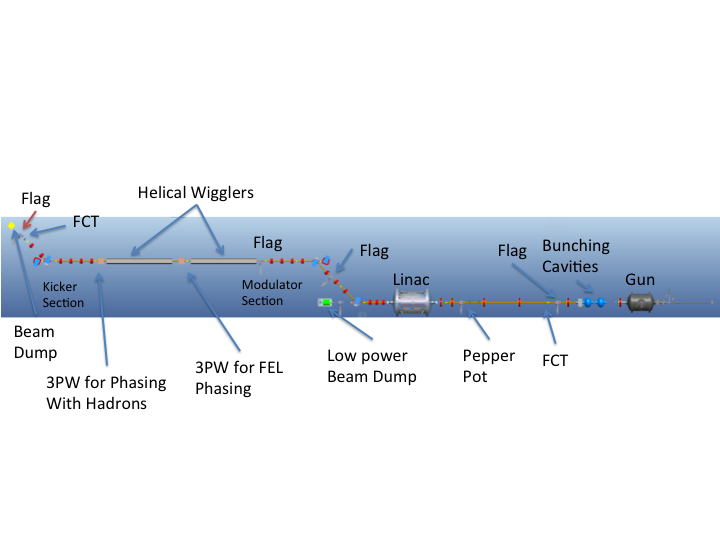 Helical Wigglers
Flag
FCT
Flag
Flag
Flag
Bunching
Cavities
Linac
Gun
Kicker
Section
Modulator
Section
Beam
Dump
3PW for Phasing
With Hadrons
3PW for FEL
Phasing
Low power
Beam Dump
Pepper
Pot
FCT